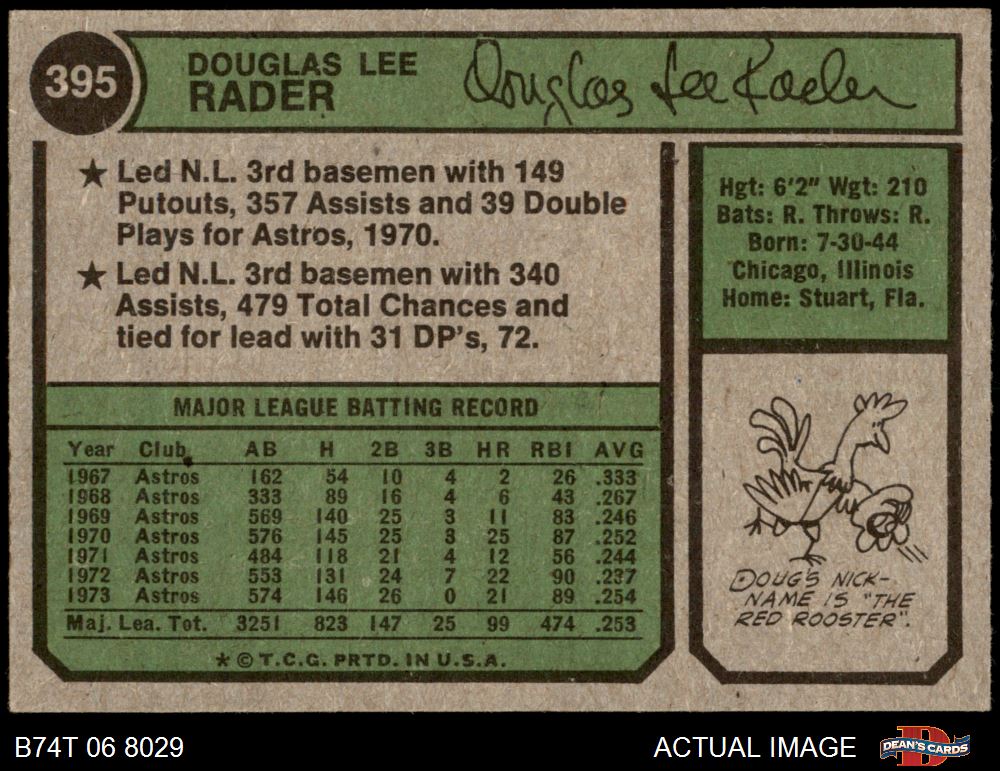 395
DOUGLAS LEE
RADER
Douglas Lee Rader
★ Led N.L. 3rd basemen with 149
Putouts, 357 Assists and 39 Double
Plays for Astros, 1970.
★ Led N.L. 3rd basemen with 340
Assists, 479 Total Chances and
tied for lead with 31 DP's, 72.
Hgt: 6'2" Wgt: 210
Bats: R. Throws: R.
Born: 7-30-44
Chicago, Illinois
Home: Stuart, Fla.
MAJOR LEAGUE BATTING RECORD
Year Club AB H 2B 3B HR RBI AVG
1967 Astros 162 54 10 4 2 26 .333
1968 Astros 333 89 16 4 6 43 .267
1969 Astros 569 140 25 3 11 83 .246
1970 Astros 576 145 25 3 25 87 .252
1971 Astros 484 118 21 4 12 56 .244
1972 Astros 553 131 24 7 22 90 .237
1973 Astros 574 146 26 0 21 89 .254
Maj. Lea. Tot. 3251 823 147 25 99 474 .253
★ © T.C.G. PRTD. IN U.S.A.
DOUG'S NICK-
NAME IS "THE
RED ROOSTER".
B74T 06 8029
ACTUAL IMAGE
DEAN'S CARDS